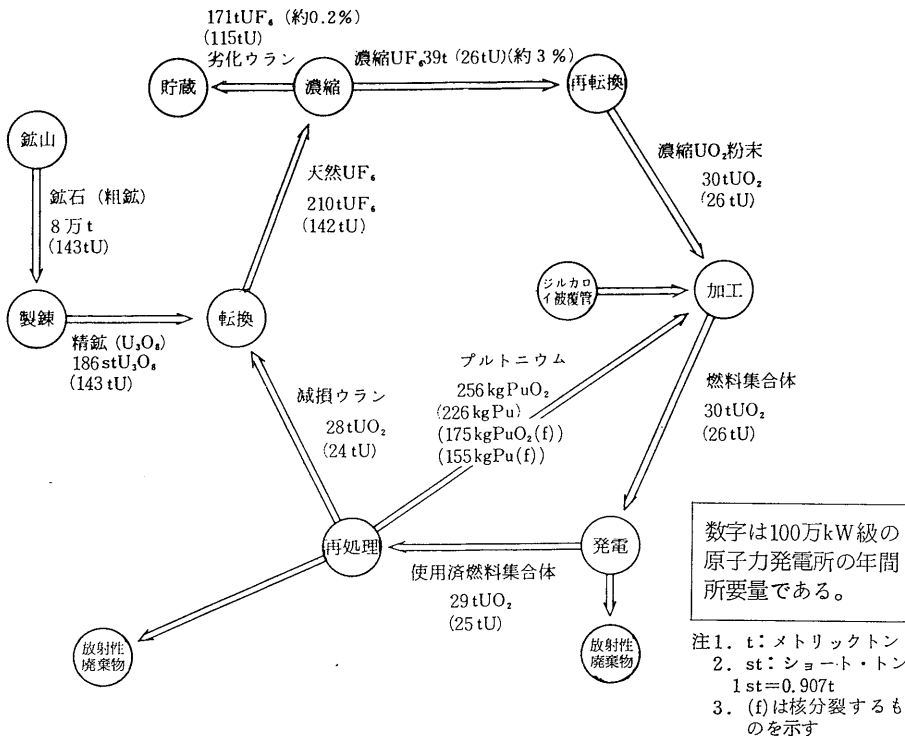 171tUF₆ (約0.2%)
(115tU)
劣化ウラン
濃縮UF₆39t (26tU)(約3%)
貯蔵
濃縮
再転換
鉱山
鉱石 (粗鉱)
8万t
(143tU)
天然UF₆
210tUF₆
(142tU)
濃縮UO₂粉末
30tUO₂
(26tU)
製錬
転換
ジルカロ
イ被覆管
加工
精鉱 (U₃O₈)
186stU₃O₈
(143tU)
減損ウラン
28tUO₂
(24tU)
プルトニウム
256kgPuO₂
(226kgPu)
(175kgPuO₂(f))
(155kgPu(f))
燃料集合体
30tUO₂
(26tU)
再処理
発電
使用済燃料集合体
29tUO₂
(25tU)
放射性
廃棄物
放射性
廃棄物
数字は100万kW級の
原子力発電所の年間
所要量である。
注1. t:メトリックトン
2. st:ショート・トン
1st=0.907t
3. (f)は核分裂するも
のを示す